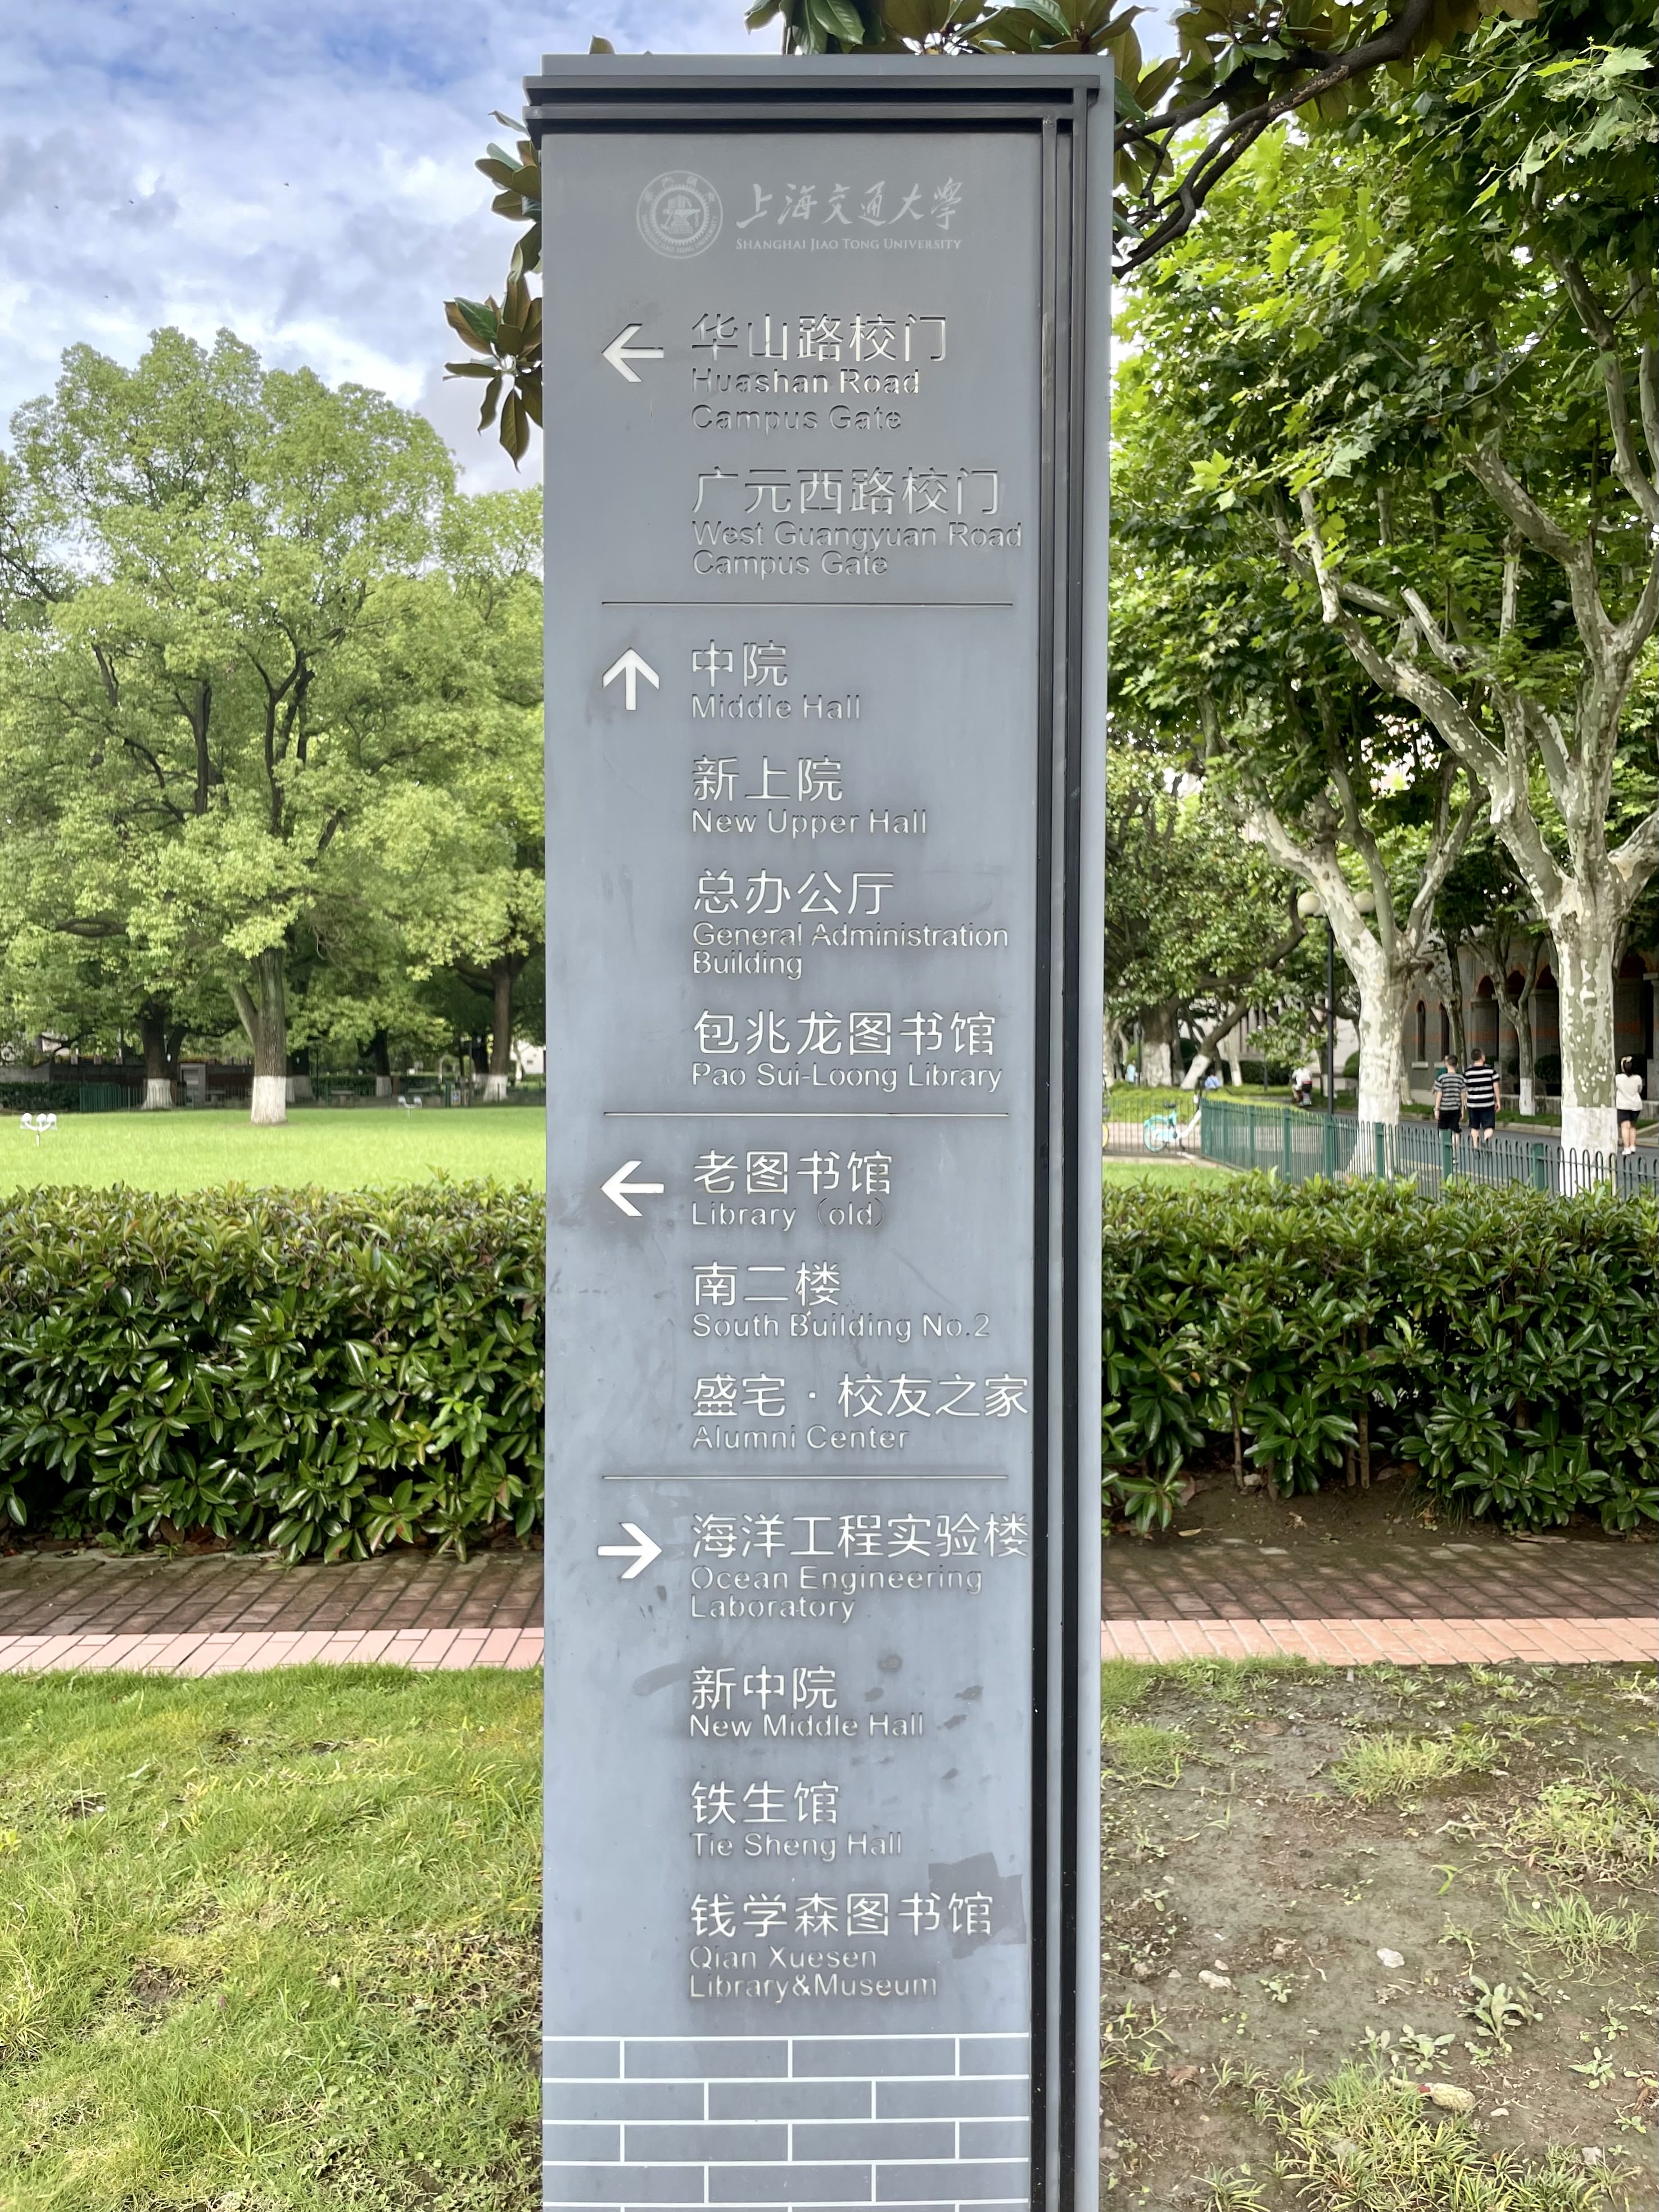 上海交通大学
SHANGHAI JIAO TONG UNIVERSITY
华山路校门
Huashan Road
Campus Gate
广元西路校门
West Guangyuan Road
Campus Gate
中院
Middle Hall
新上院
New Upper Hall
总办公厅
General Administration
Building
包兆龙图书馆
Pao Sui-Loong Library
老图书馆
Library（old）
南二楼
South Building No.2
盛宅·校友之家
Alumni Center
海洋工程实验楼
Ocean Engineering
Laboratory
新中院
New Middle Hall
铁生馆
Tie Sheng Hall
钱学森图书馆
Qian Xuesen
Library&Museum